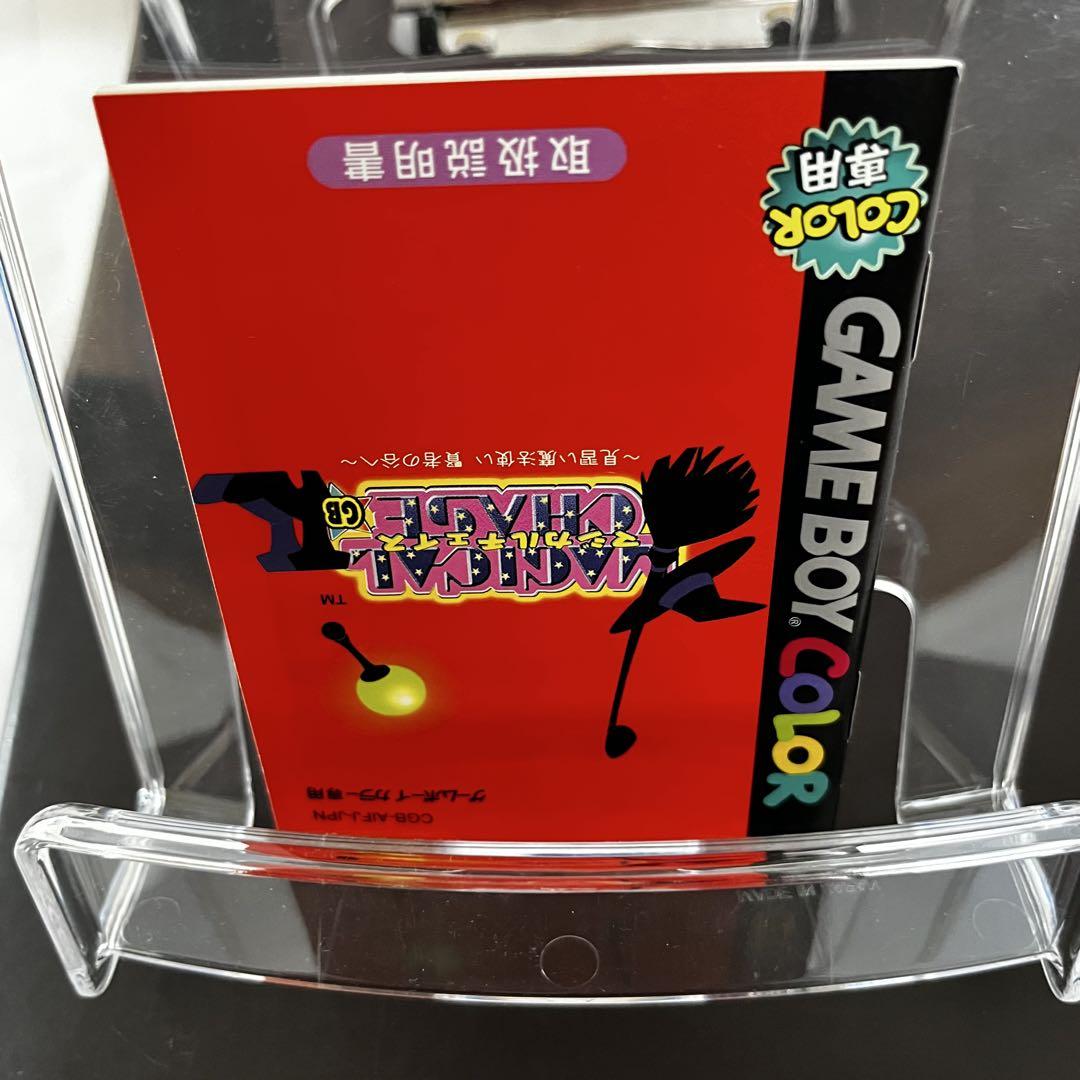 CGB-AIFJ-JPN
ゲームボーイカラー専用
TM
MAGICAL
マジカルチェイス
CHASE
GB
～見習い魔法使い 賢者の谷へ～
取扱説明書
GAME BOY® COLOR
COLOR
専用